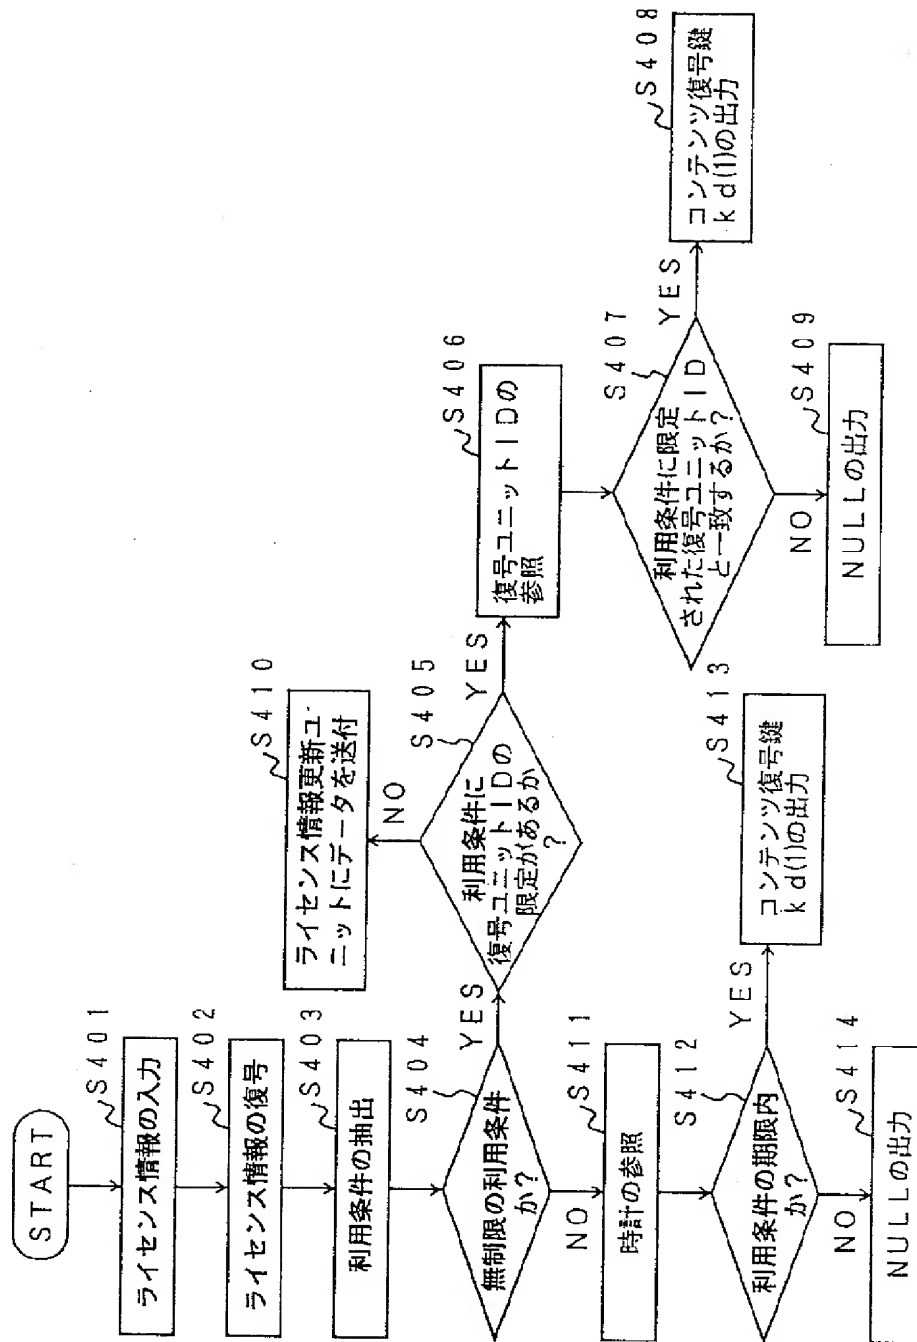 START
S401
ライセンス情報の入力
S402
ライセンス情報の復号
S403
利用条件の抽出
S404
無制限の利用条件
か?
YES
NO
S405
利用条件に
復号ユニットIDの
限定があるか
?
NO
YES
S410
ライセンス情報更新ユ
ニットにデータを送付
S406
復号ユニットIDの
参照
S407
利用条件に限定
された復号ユニットID
と一致するか?
YES
NO
S408
コンテンツ復号鍵
kd(1)の出力
S409
NULLの出力
S411
時計の参照
S412
利用条件の期限内
か?
YES
NO
S413
コンテンツ復号鍵
kd(1)の出力
S414
NULLの出力